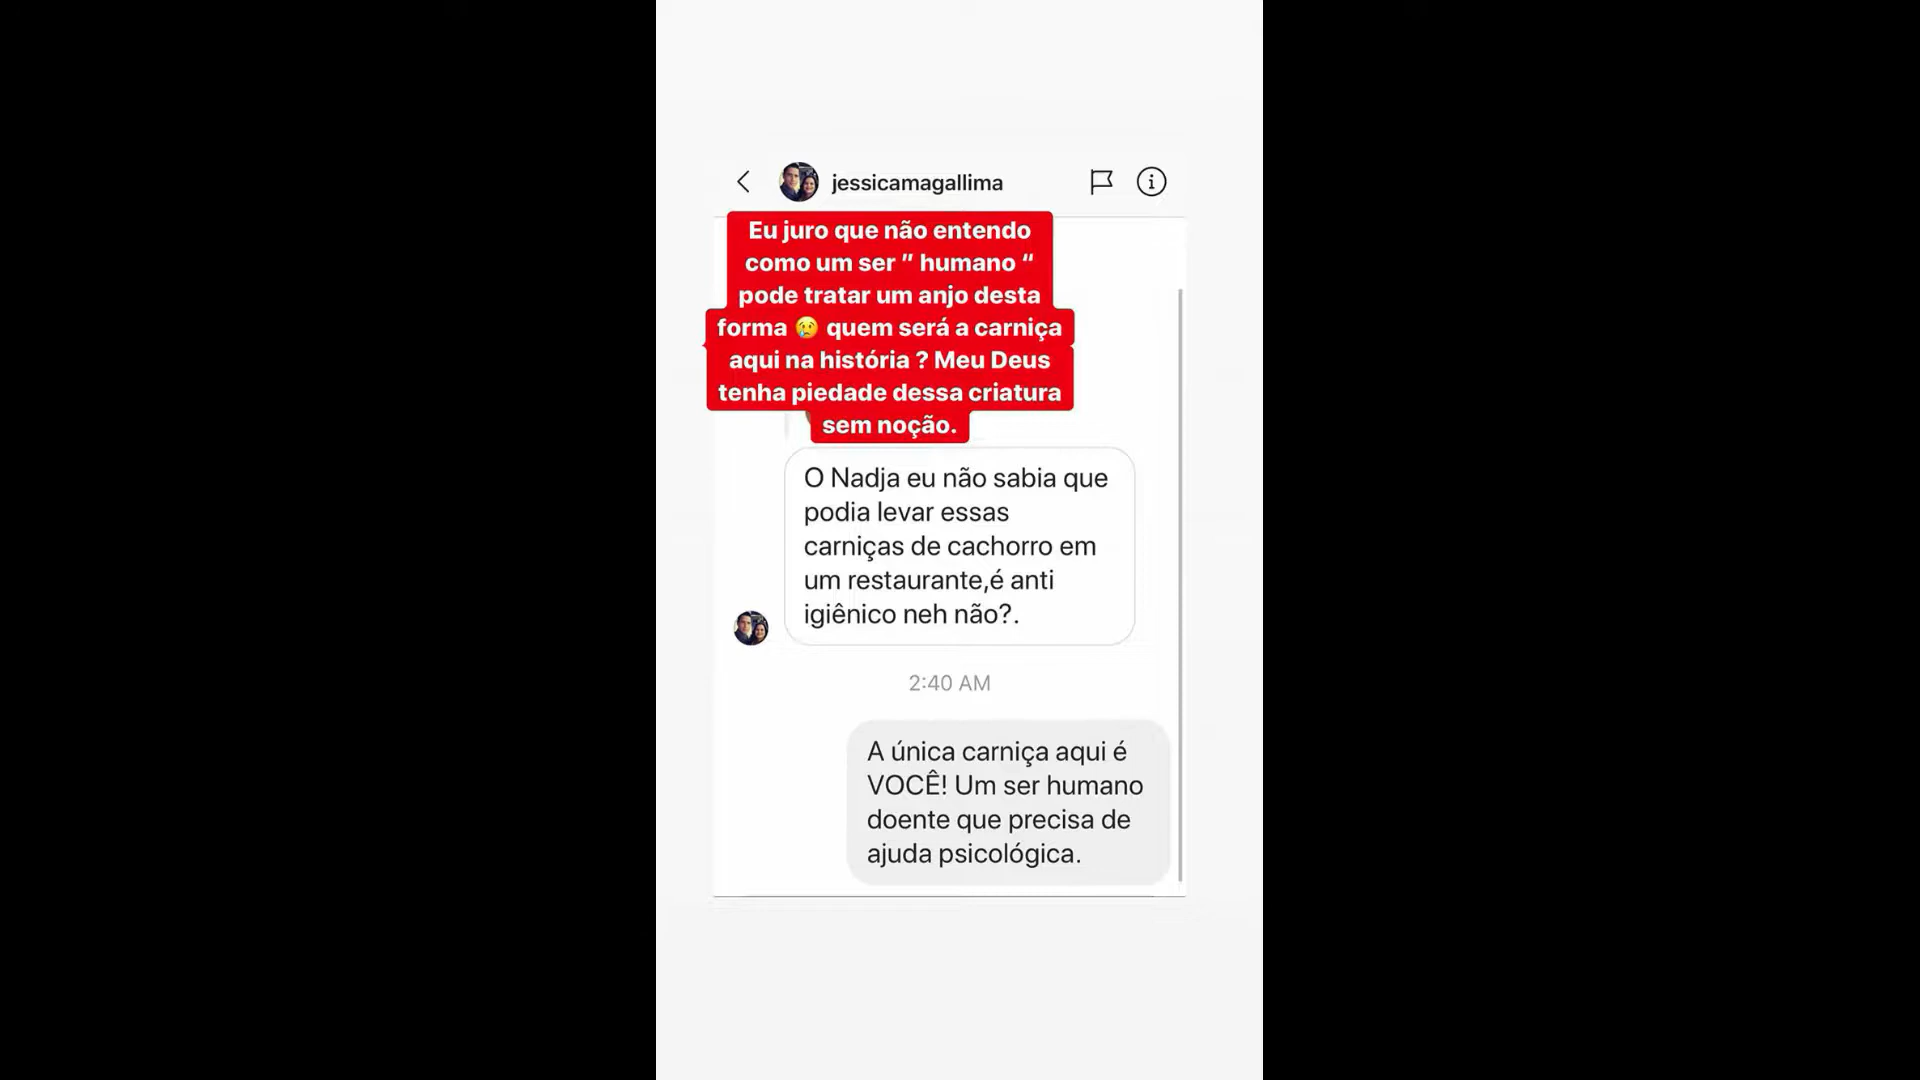 jessicamagallima
Eu juro que não entendo
como um ser " humano “
pode tratar um anjo desta
forma 😢 quem será a carniça
aqui na história ? Meu Deus
tenha piedade dessa criatura
sem noção.
O Nadja eu não sabia que
podia levar essas
carniças de cachorro em
um restaurante,é anti
igiênico neh não?.
2:40 AM
A única carniça aqui é
VOCÊ! Um ser humano
doente que precisa de
ajuda psicológica.